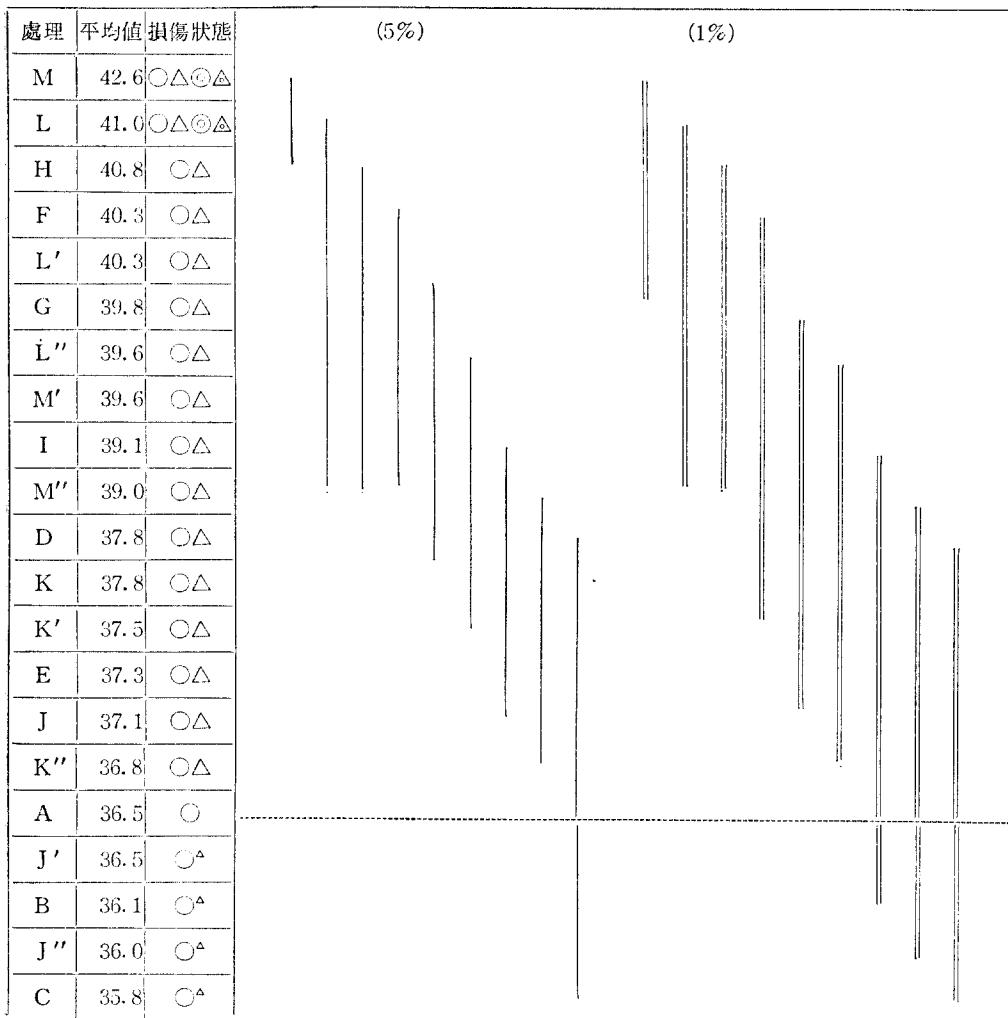 處理 平均値 損傷狀態 (5%) (1%)
M 42.6 ○△◎◬
L 41.0 ○△◎◬
H 40.8 ○△
F 40.3 ○△
L′ 40.3 ○△
G 39.8 ○△
L″ 39.6 ○△
M′ 39.6 ○△
I 39.1 ○△
M″ 39.0 ○△
D 37.8 ○△
K 37.8 ○△
K′ 37.5 ○△
E 37.3 ○△
J 37.1 ○△
K″ 36.8 ○△
A 36.5 ○
J′ 36.5 ○△
B 36.1 ○△
J″ 36.0 ○△
C 35.8 ○△